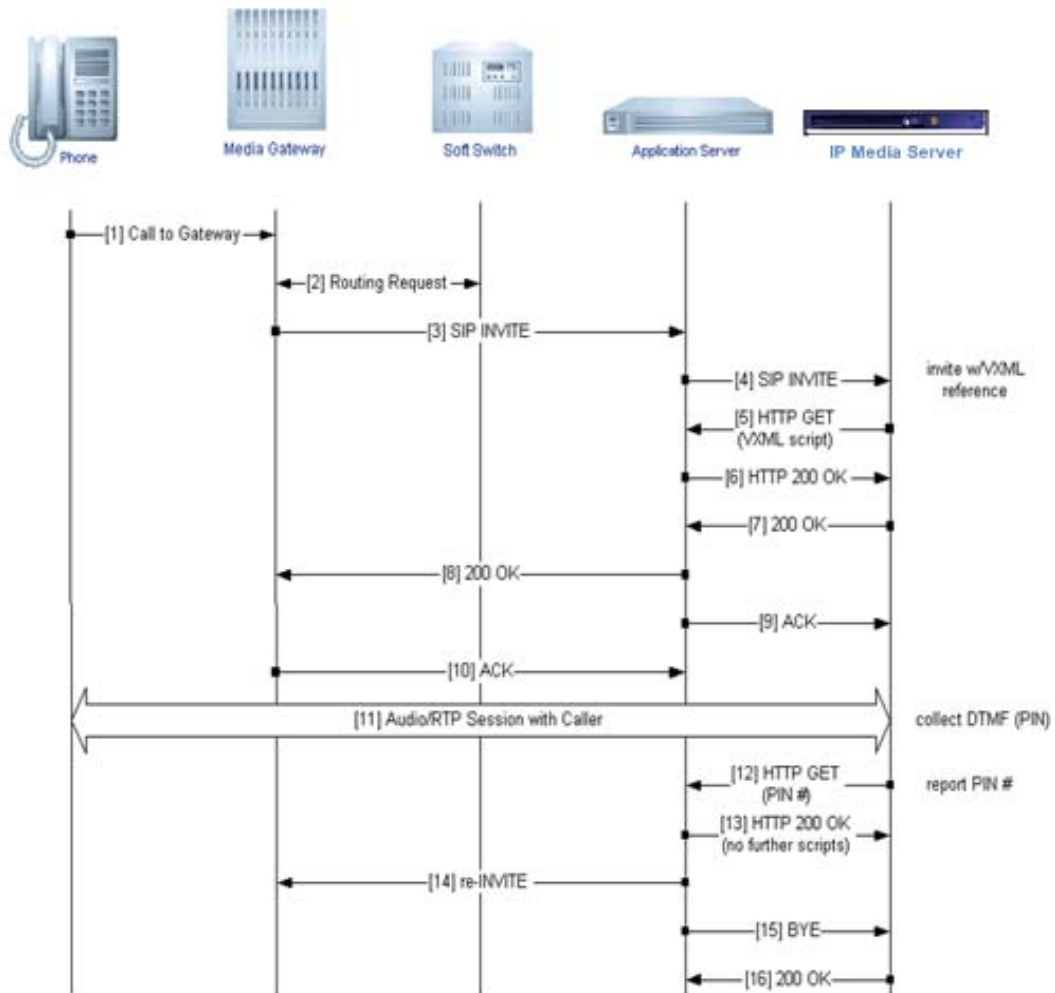 Phone
Media Gateway
Soft Switch
Application Server
IP Media Server
[1] Call to Gateway
[2] Routing Request
[3] SIP INVITE
[4] SIP INVITE
invite w/VXML
reference
[5] HTTP GET
(VXML script)
[6] HTTP 200 OK
[7] 200 OK
[8] 200 OK
[9] ACK
[10] ACK
[11] Audio/RTP Session with Caller
collect DTMF (PIN)
[12] HTTP GET
(PIN #)
report PIN #
[13] HTTP 200 OK
(no further scripts)
[14] re-INVITE
[15] BYE
[16] 200 OK